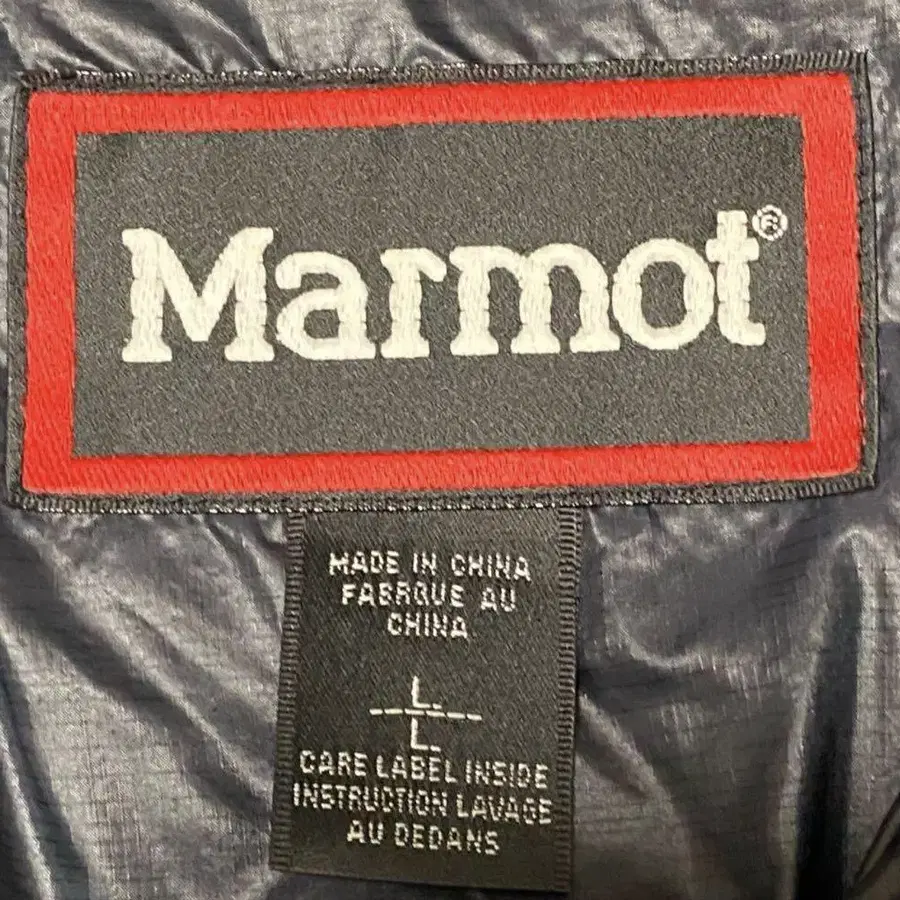 Marmot®
MADE IN CHINA
FABRQUE AU
CHINA
L
L
CARE LABEL INSIDE
INSTRUCTION LAVAGE
AU DEDANS